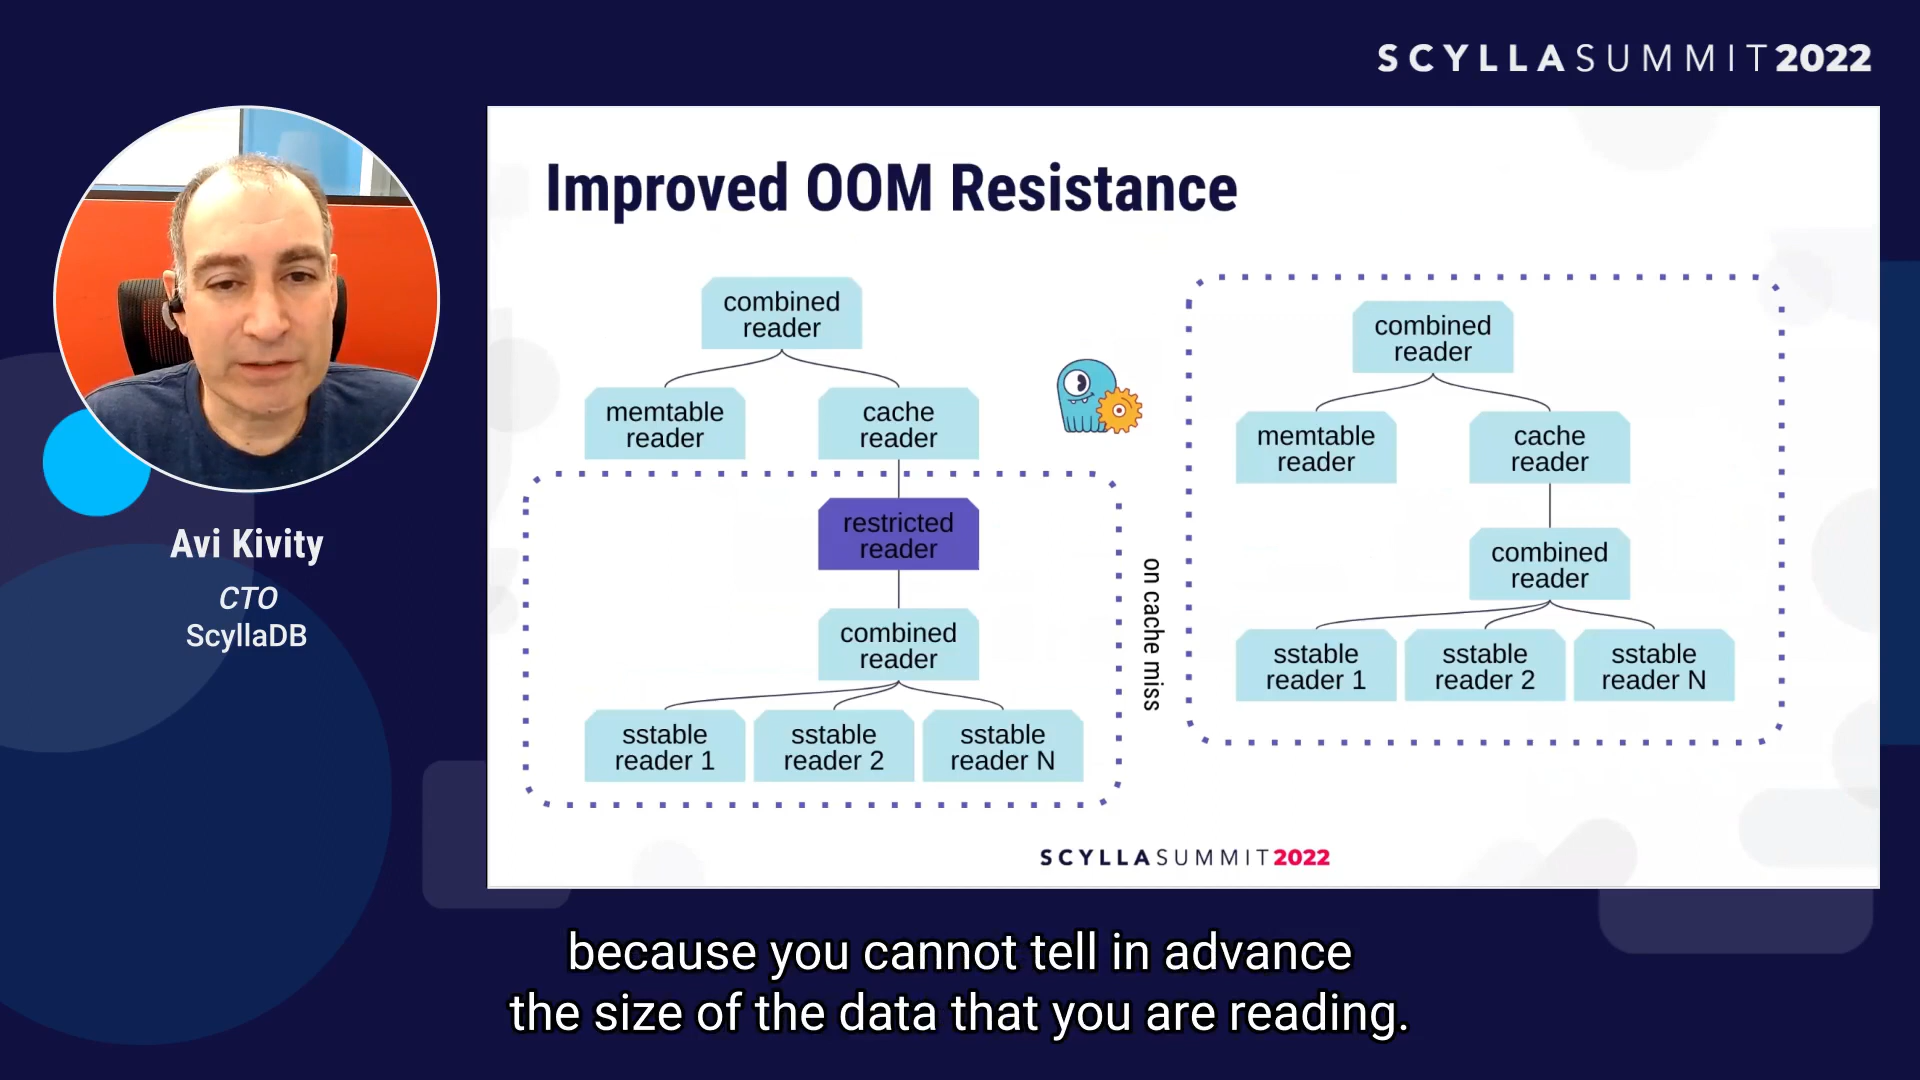 SCYLLASUMMIT2022
Improved OOM Resistance
combined
reader
memtable
reader
cache
reader
restricted
reader
combined
reader
sstable
reader 1
sstable
reader 2
sstable
reader N
on cache miss
combined
reader
memtable
reader
cache
reader
combined
reader
sstable
reader 1
sstable
reader 2
sstable
reader N
SCYLLASUMMIT2022
Avi Kivity
CTO
ScyllaDB
because you cannot tell in advance
the size of the data that you are reading.